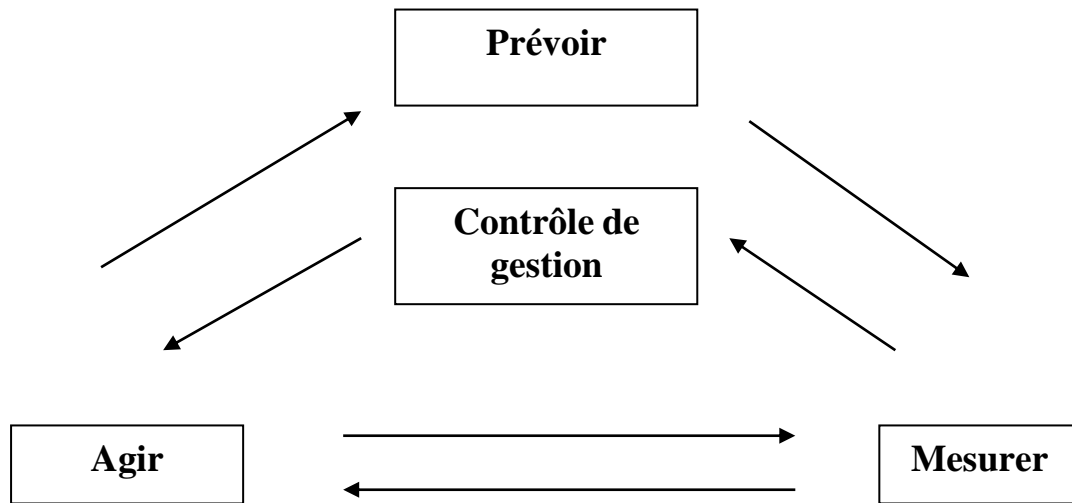 Prévoir
Contrôle de
gestion
Agir
Mesurer